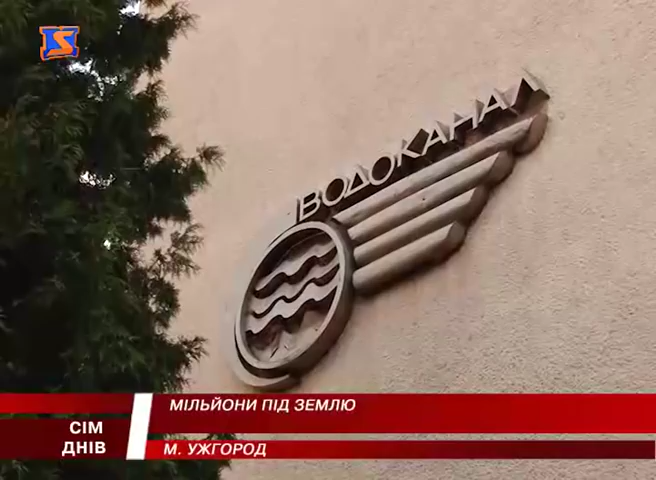 ВОДОКАНАЛ
МІЛЬЙОНИ ПІД ЗЕМЛЮ
СІМ
ДНІВ
М. УЖГОРОД